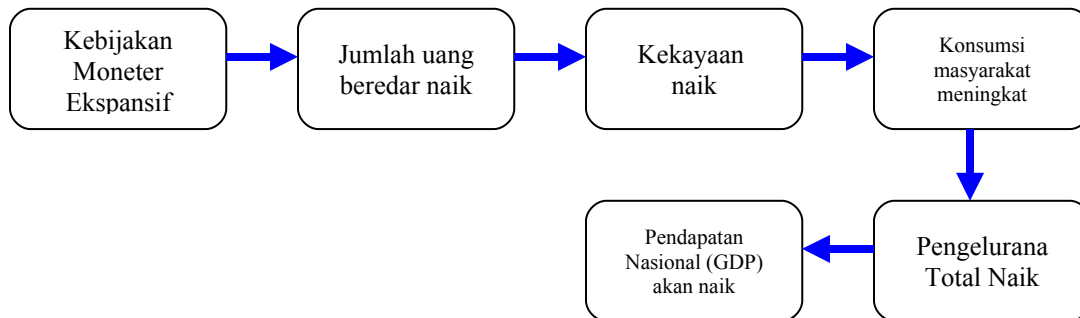 Kebijakan
Moneter
Ekspansif
Jumlah uang
beredar naik
Kekayaan
naik
Konsumsi
masyarakat
meningkat
Pengelurana
Total Naik
Pendapatan
Nasional (GDP)
akan naik